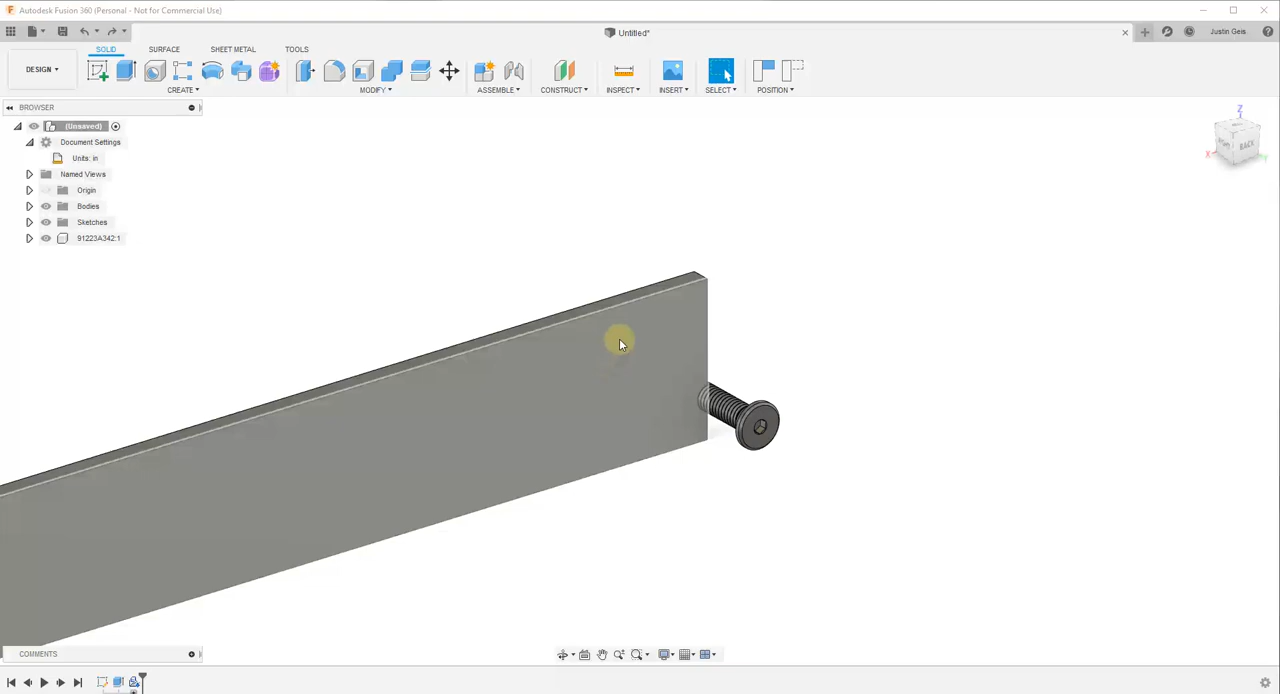 Autodesk Fusion 360 (Personal - Not for Commercial Use)
Untitled*
Justin Geis
SOLID SURFACE SHEET METAL TOOLS
DESIGN
CREATE MODIFY ASSEMBLE CONSTRUCT INSPECT INSERT SELECT POSITION
BROWSER
(Unsaved)
Document Settings
Units: in
Named Views
Origin
Bodies
Sketches
91223A342:1
Z
BACK
X
COMMENTS